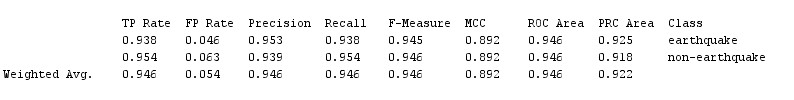 TP Rate FP Rate Precision Recall F-Measure MCC ROC Area PRC Area Class
0.938 0.046 0.953 0.938 0.945 0.892 0.946 0.925 earthquake
0.954 0.063 0.939 0.954 0.946 0.892 0.946 0.918 non-earthquake
Weighted Avg. 0.946 0.054 0.946 0.946 0.946 0.892 0.946 0.922